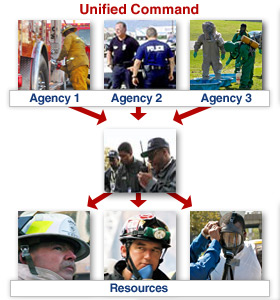 Unified Command
POLICE
Agency 1
Agency 2
Agency 3
Resources